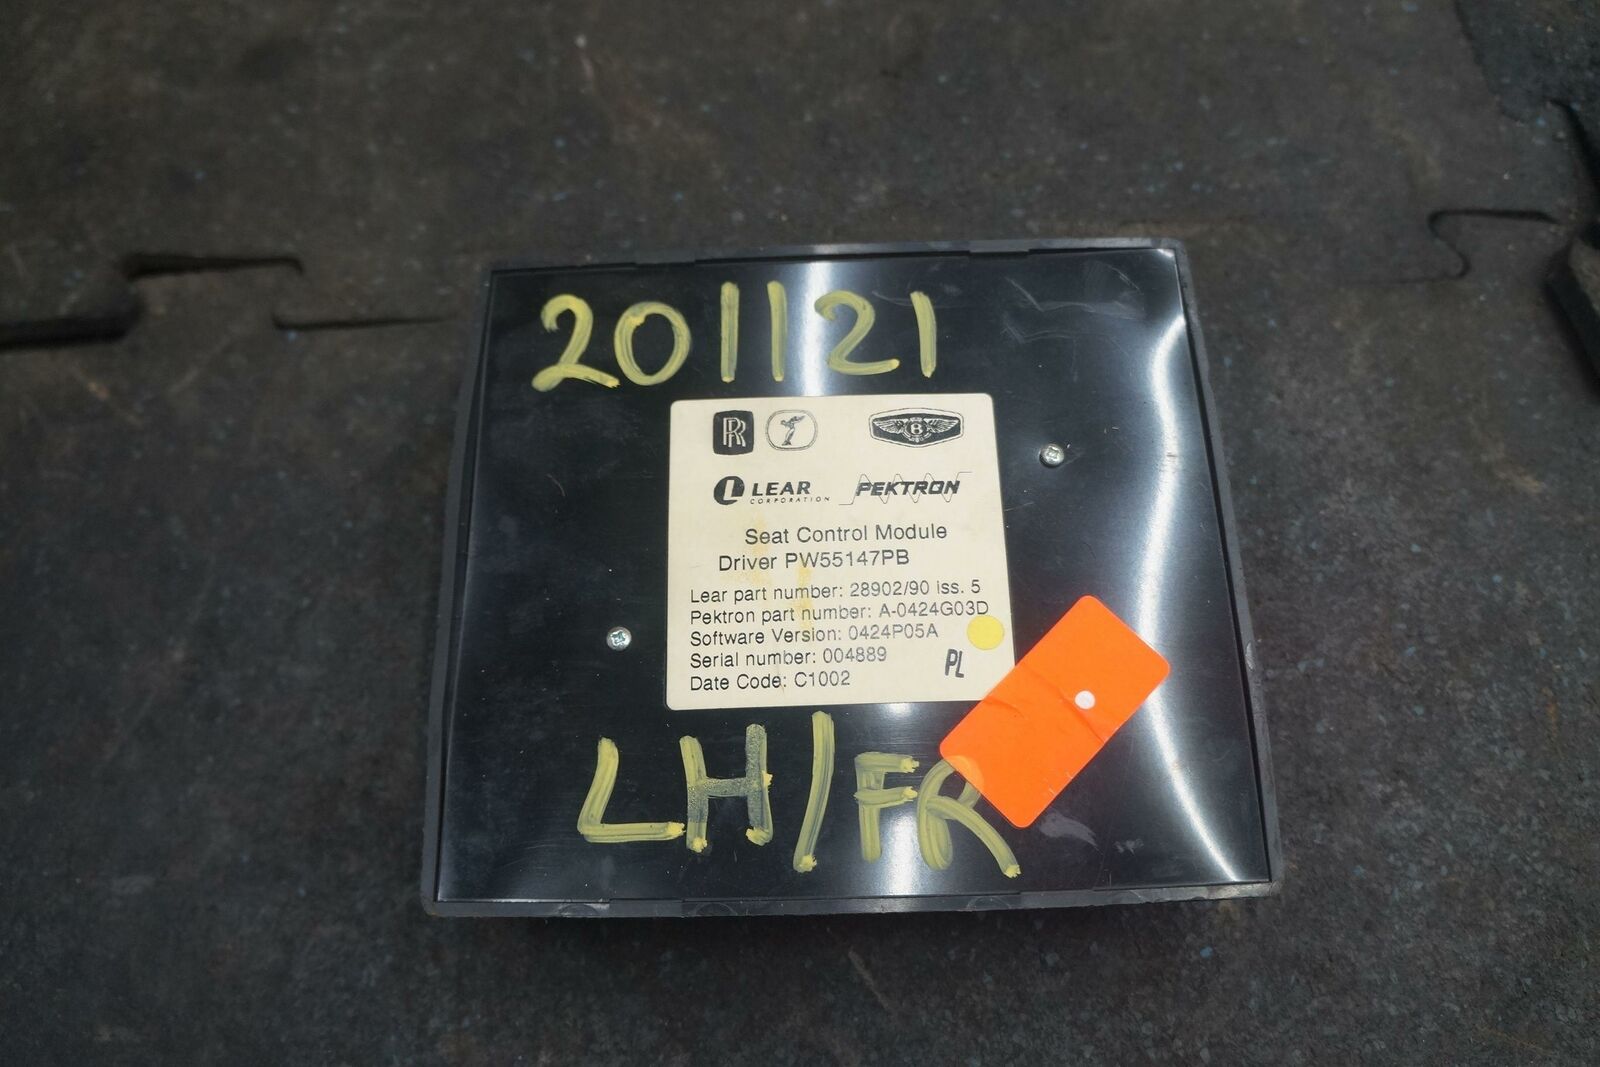 201121
RR
B
L LEAR CORPORATION PEKTRON
Seat Control Module
Driver PW55147PB
Lear part number: 28902/90 iss. 5
Pektron part number: A-0424G03D
Software Version: 0424P05A
Serial number: 004889
Date Code: C1002
PL
LH/FR